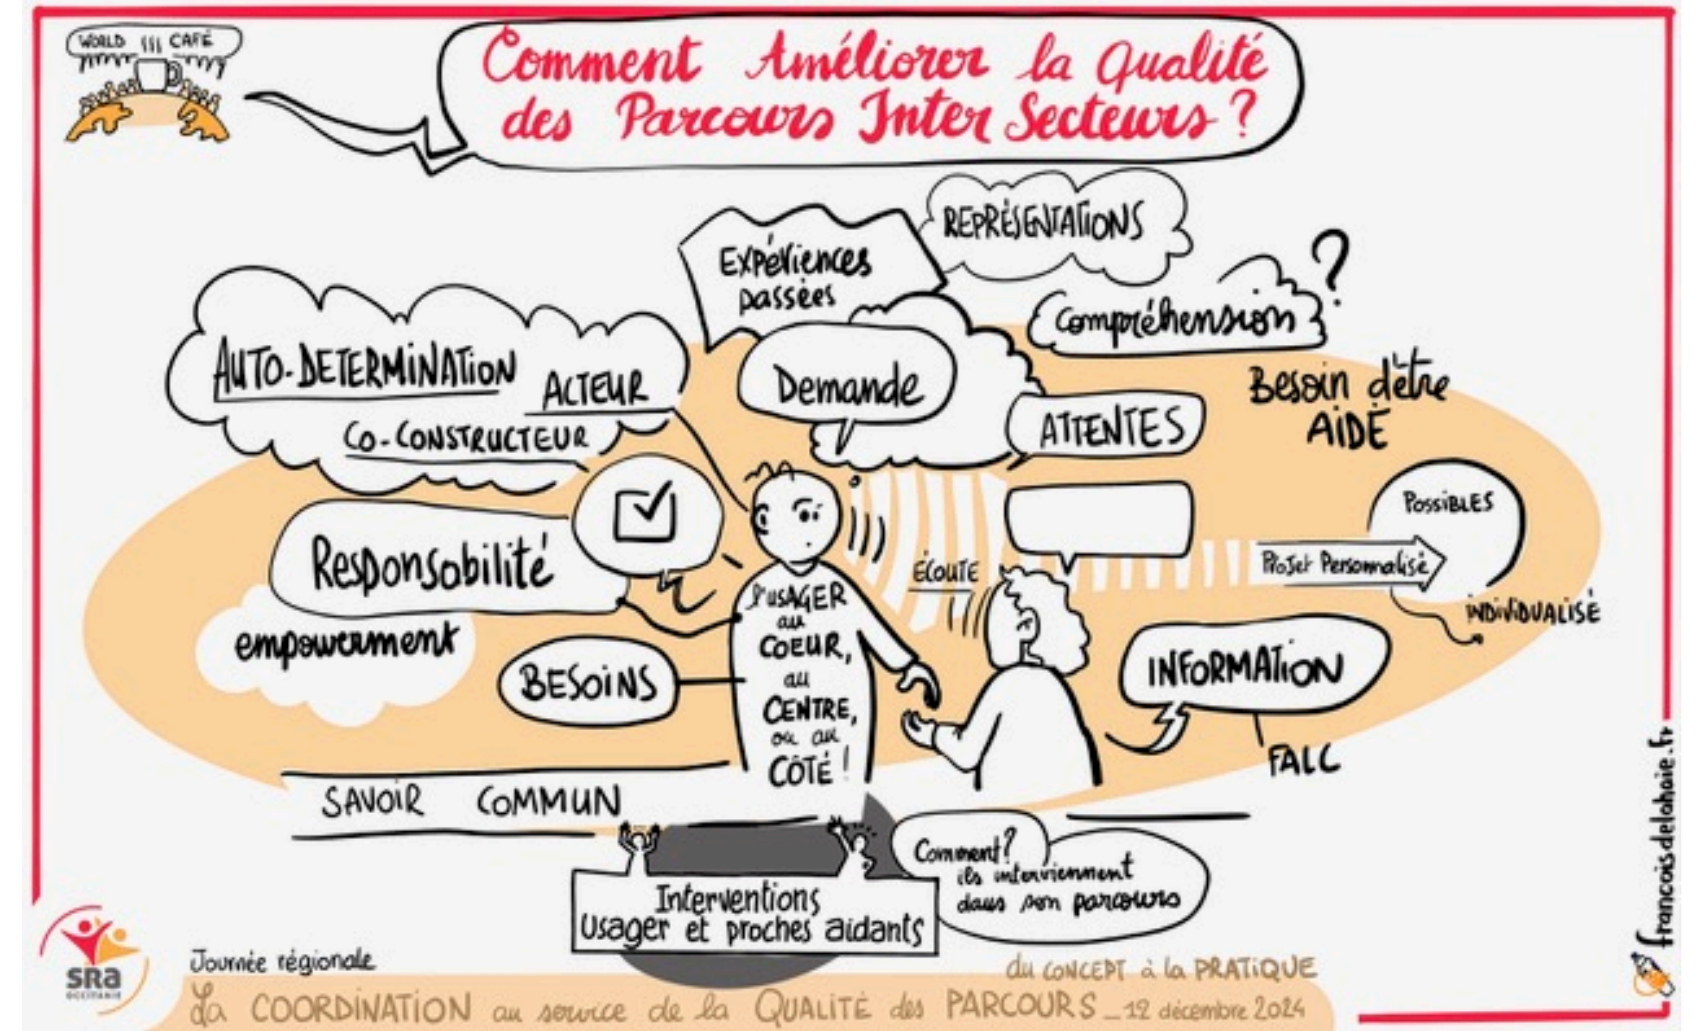 WORLD CAFÉ
Comment Améliorer la Qualité
des Parcours Inter Secteurs ?
REPRÉSENTATIONS
Expériences
passées
Compréhension ?
AUTO-DETERMINATION
ACTEUR
CO-CONSTRUCTEUR
Demande
ATTENTES
Besoin d'être
AIDÉ
Responsabilité
empowerment
BESOINS
l'USAGER
au
COEUR,
au
CENTRE,
ou au
CÔTÉ !
ÉCOUTE
POSSIBLES
Projet Personnalisé
INDIVIDUALISÉ
INFORMATION
FALC
SAVOIR COMMUN
Interventions
Usager et proches aidants
Comment?
ils interviennent
dans son parcours
sra
OCCITANIE
Journée régionale
du CONCEPT à la PRATIQUE
La COORDINATION au service de la QUALITÉ des PARCOURS_12 décembre 2024
francoisdelahaie.fr